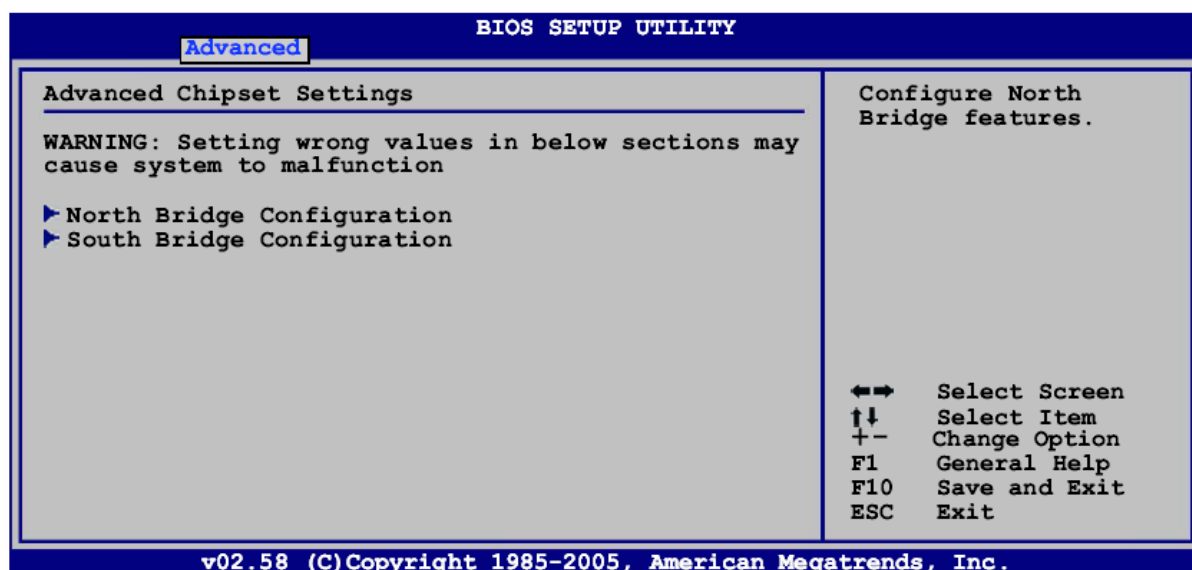 BIOS SETUP UTILITY
Advanced
Advanced Chipset Settings
WARNING: Setting wrong values in below sections may
cause system to malfunction
North Bridge Configuration
South Bridge Configuration
Configure North
Bridge features.
Select Screen
Select Item
+- Change Option
F1 General Help
F10 Save and Exit
ESC Exit
v02.58 (C)Copyright 1985-2005, American Megatrends, Inc.